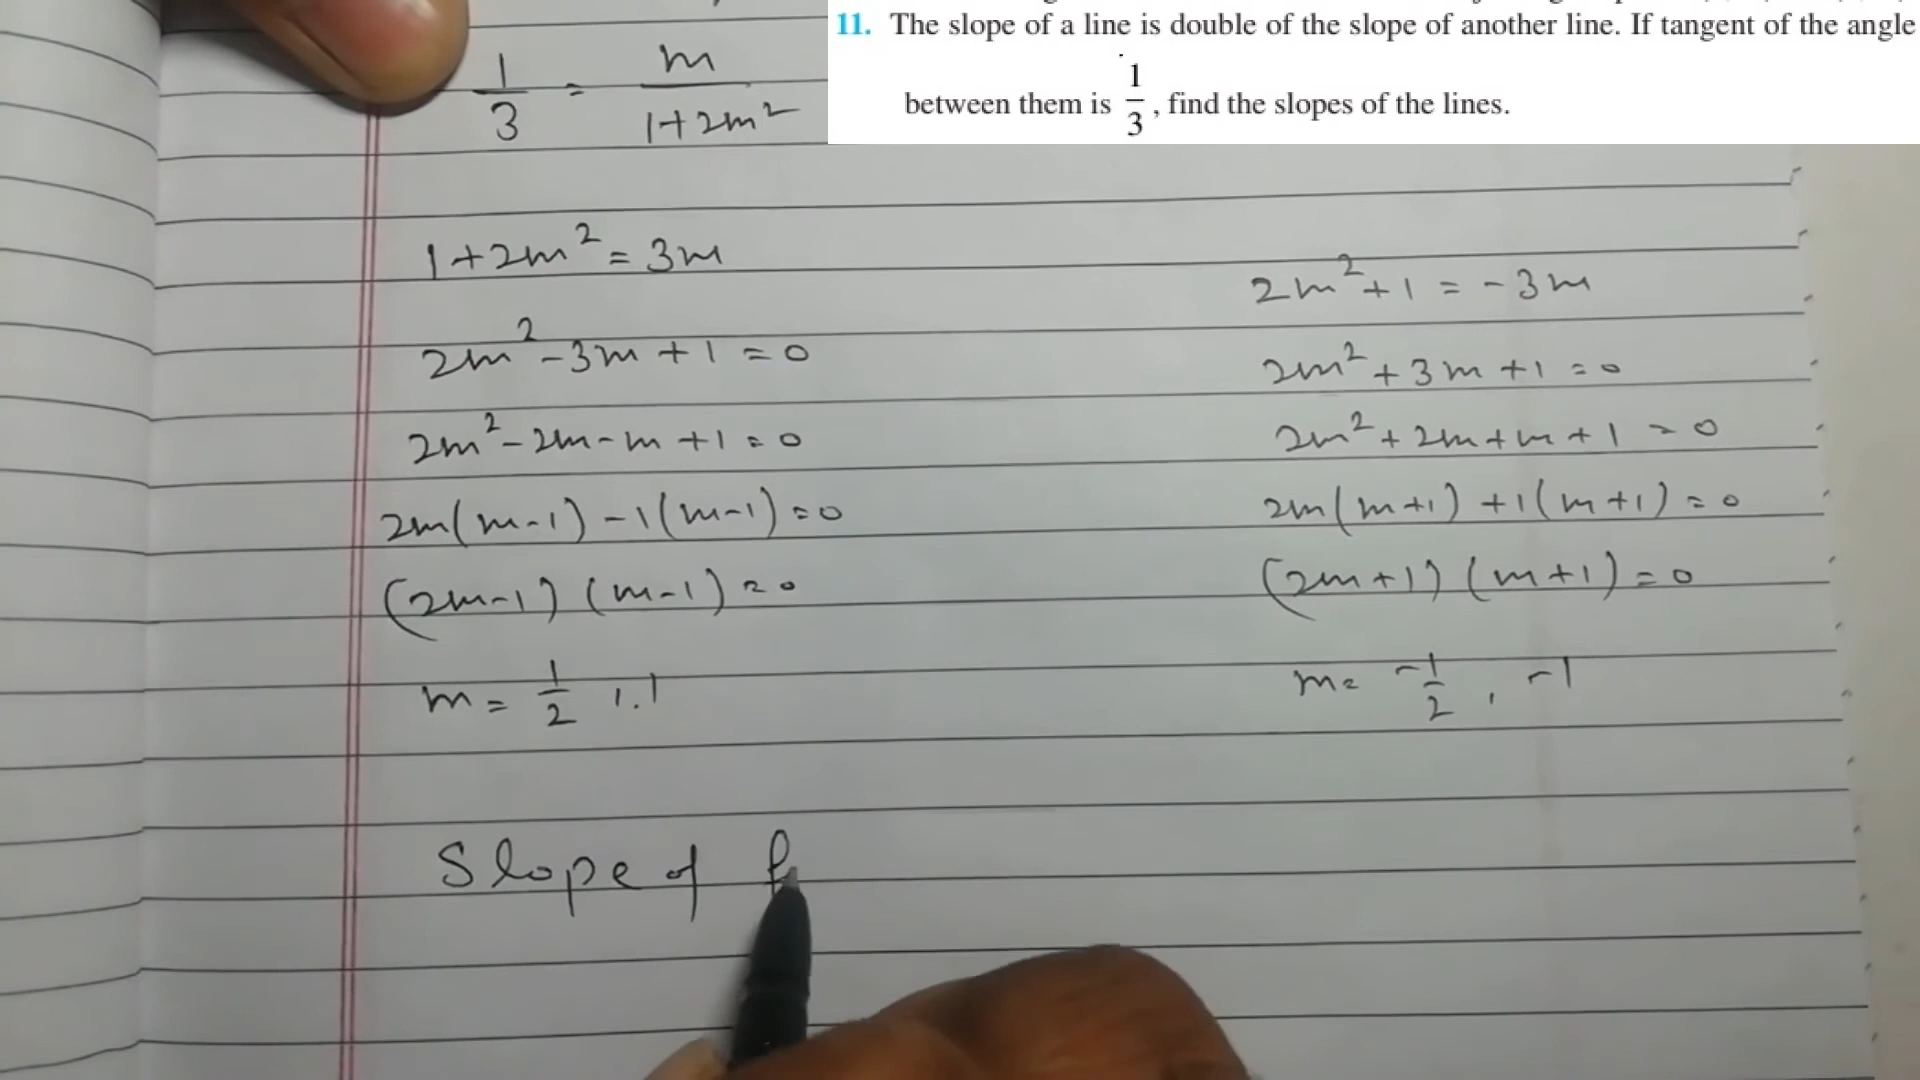 11. The slope of a line is double of the slope of another line. If tangent of the angle
between them is 1/3, find the slopes of the lines.
1/3 = m/(1+2m²)
1+2m² = 3m
2m² - 3m + 1 = 0
2m² - 2m - m + 1 = 0
2m(m-1) - 1(m-1) = 0
(2m-1) (m-1) = 0
m = 1/2, 1
2m² + 1 = -3m
2m² + 3m + 1 = 0
2m² + 2m + m + 1 = 0
2m(m+1) + 1(m+1) = 0
(2m+1) (m+1) = 0
m = -1/2, -1
Slope of